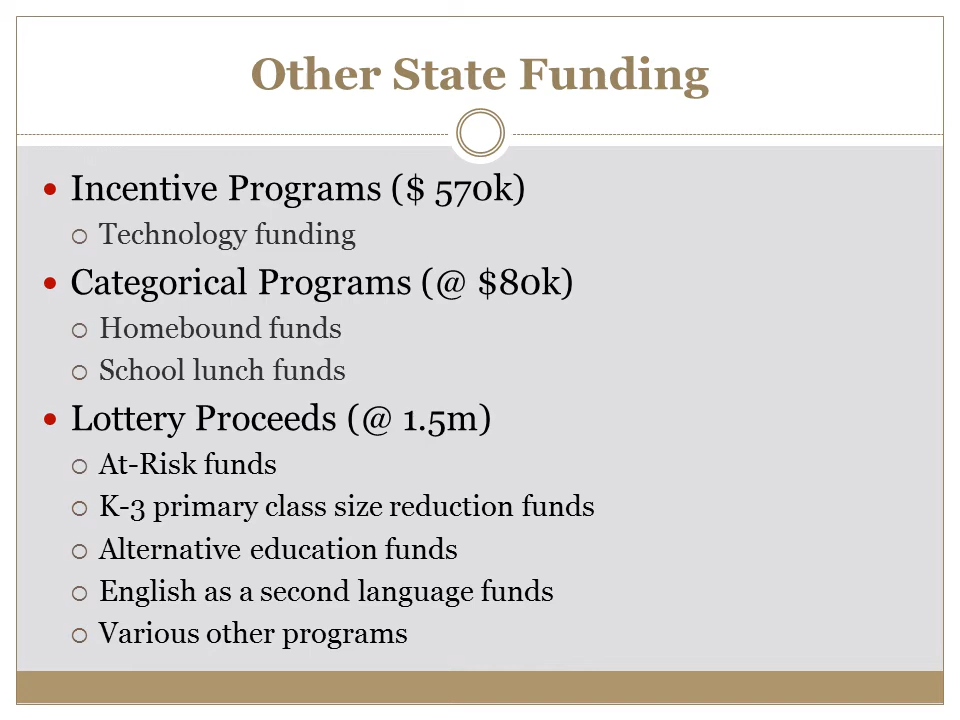 Other State Funding
Incentive Programs ($ 570k)
Technology funding
Categorical Programs (@ $80k)
Homebound funds
School lunch funds
Lottery Proceeds (@ 1.5m)
At-Risk funds
K-3 primary class size reduction funds
Alternative education funds
English as a second language funds
Various other programs